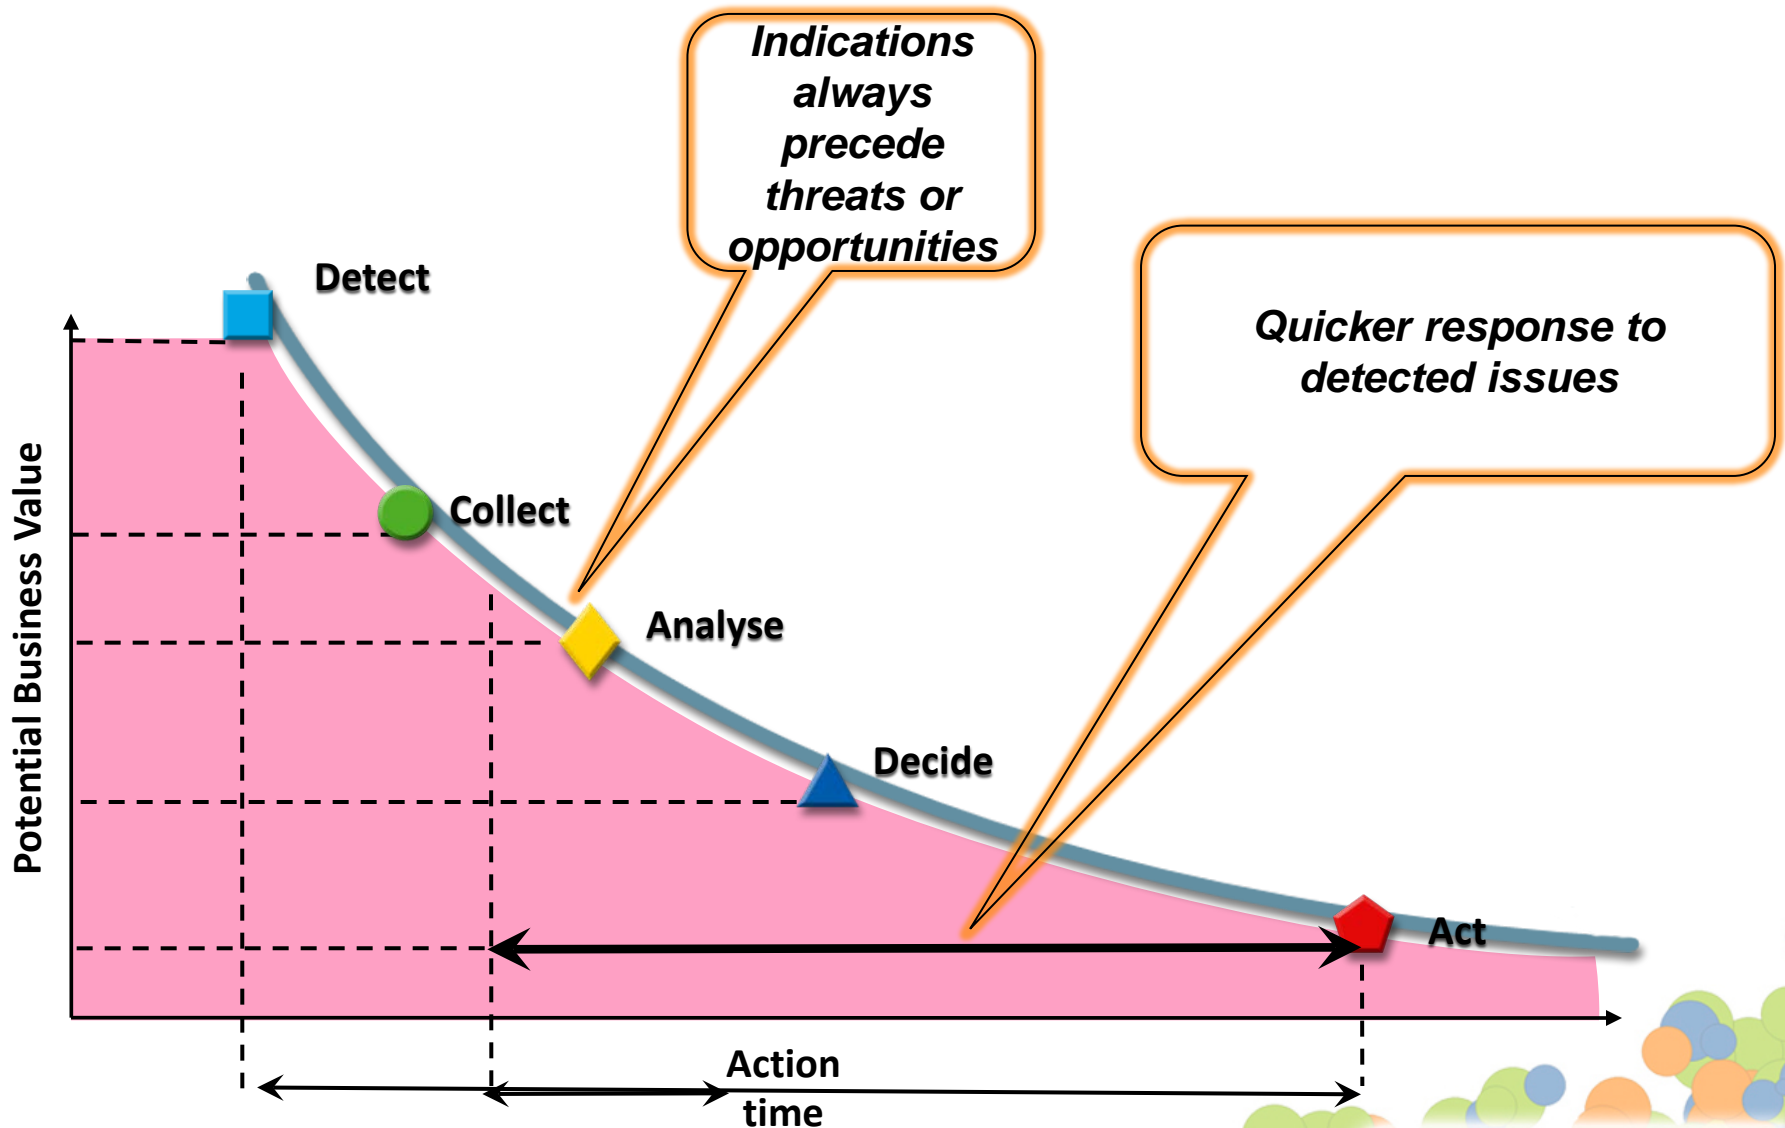 Indications
always
precede
threats or
opportunities
Detect
Quicker response to
detected issues
Collect
Analyse
Decide
Act
Potential Business Value
Action
time